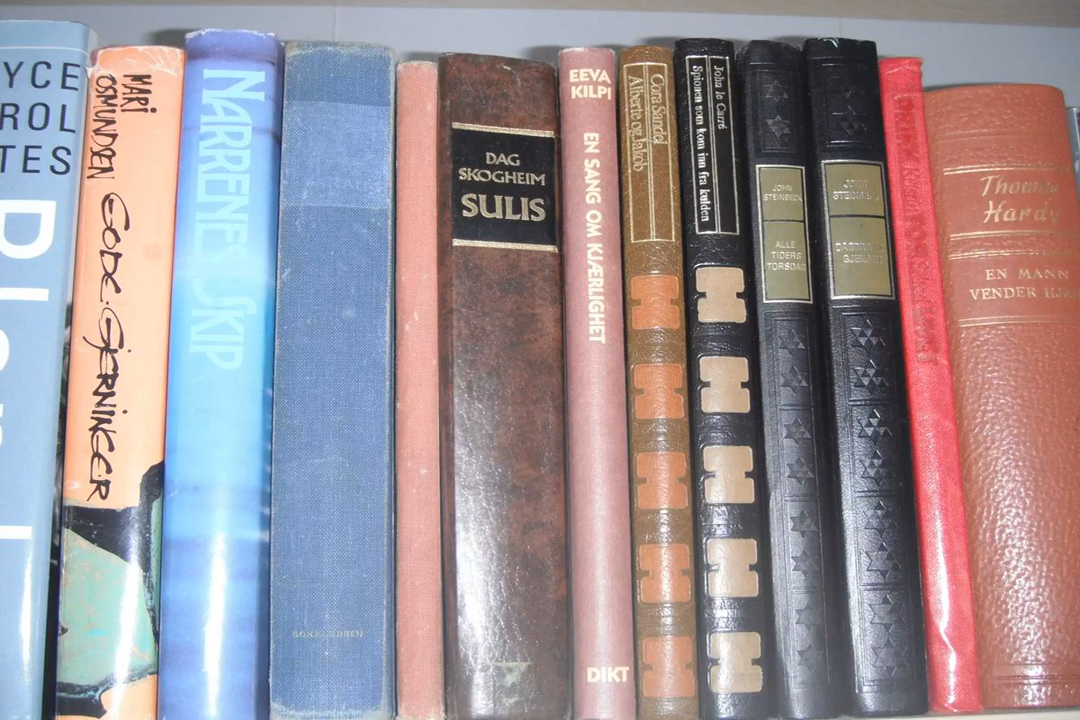 YCE
ROL
TES
MARI
OSMUNDSEN
GODE·GJERNINGER
NARRENES SKIP
BOKKLUBBEN
DAG
SKOGHEIM
SULIS
EEVA
KILPI
EN SANG OM KJÆRLIGHET
DIKT
Cora Sandel
Alberte og Jakob
John le Carré
Spionen som kom inn fra kulden
JOHN
STEINBECK
ALLE
TIDERS
TORSDAG
JOHN
STEINBECK
Thomas
Hardy
EN MANN
VENDER HJEM